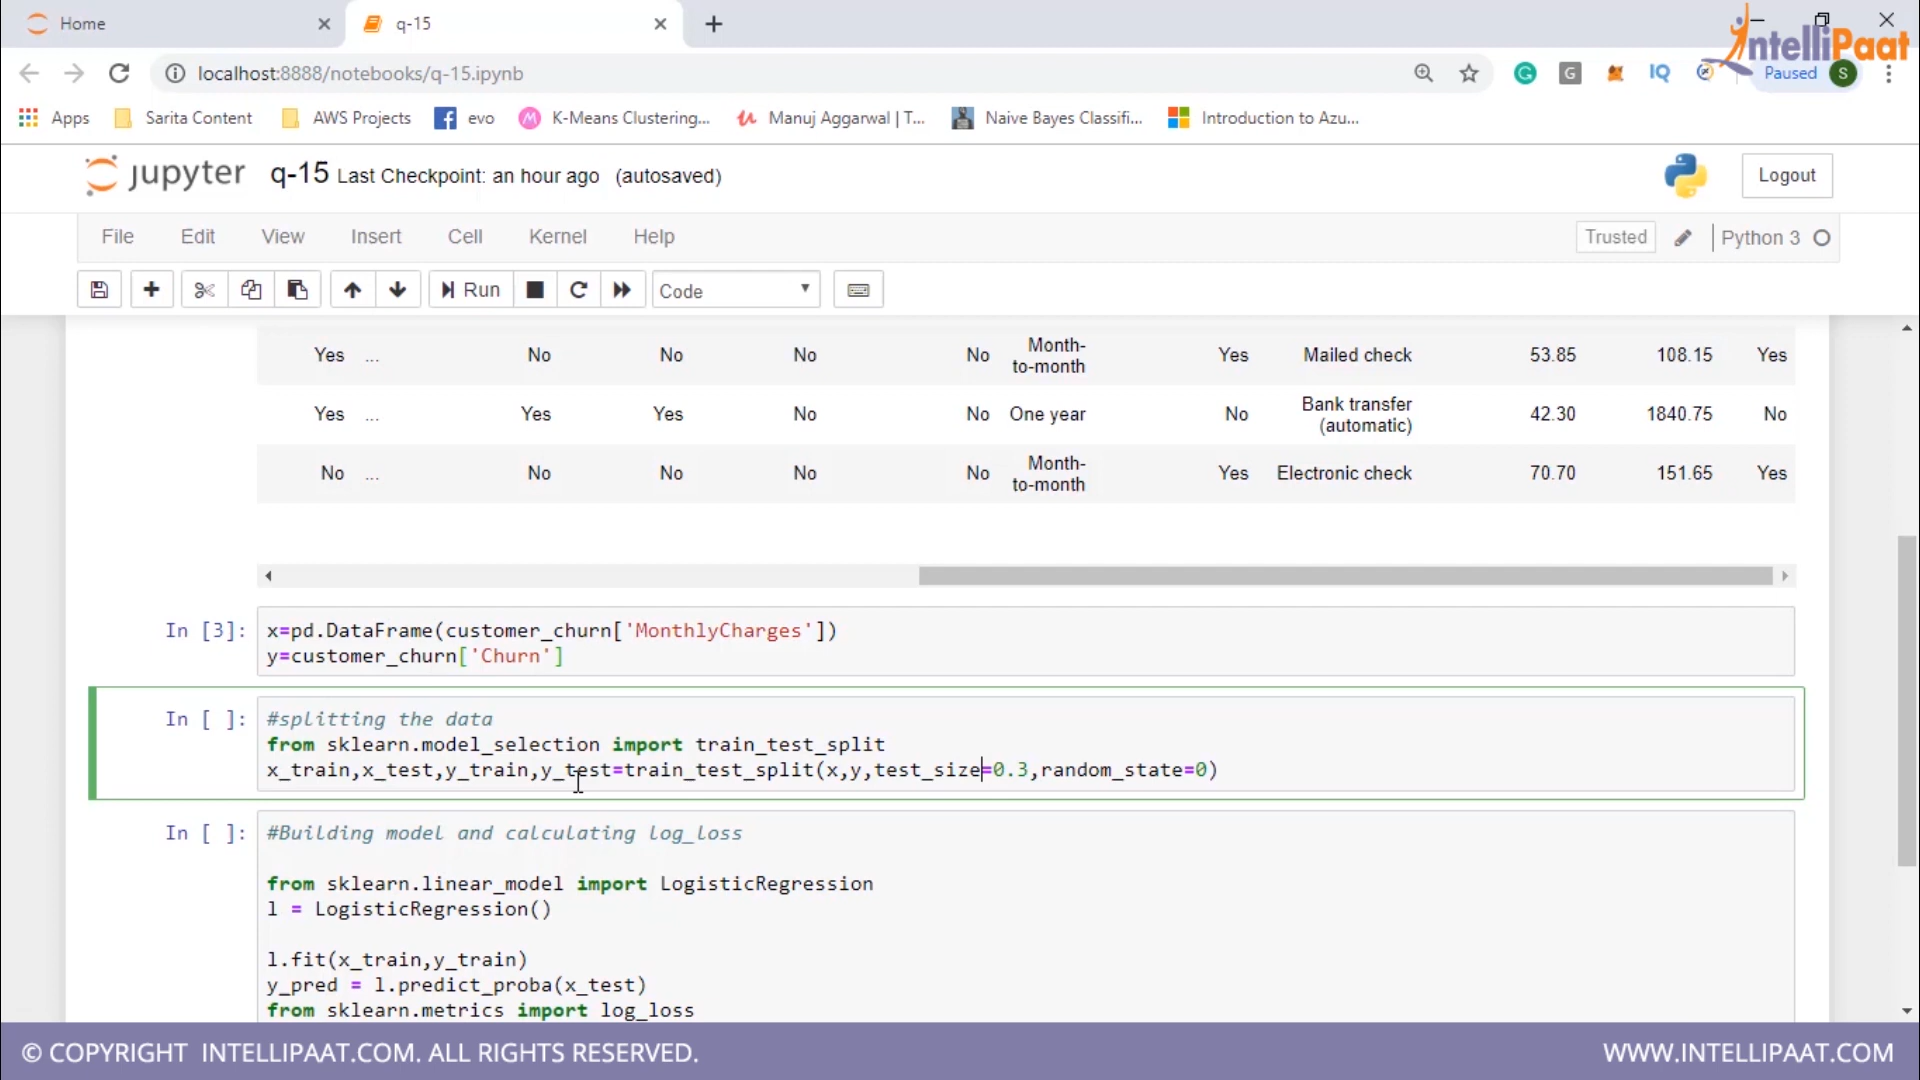 Home
q-15
IntelliPaat
localhost:8888/notebooks/q-15.ipynb
G
IQ
Paused
S
Apps
Sarita Content
AWS Projects
evo
K-Means Clustering...
Manuj Aggarwal | T...
Naive Bayes Classifi...
Introduction to Azu...
jupyter q-15 Last Checkpoint: an hour ago (autosaved)
Logout
File Edit View Insert Cell Kernel Help
Trusted
Python 3
Run
Code
Yes ... No No No No Month-to-month Yes Mailed check 53.85 108.15 Yes
Yes ... Yes Yes No No One year No Bank transfer (automatic) 42.30 1840.75 No
No ... No No No No Month-to-month Yes Electronic check 70.70 151.65 Yes
In [3]: x=pd.DataFrame(customer_churn['MonthlyCharges'])
y=customer_churn['Churn']
In [ ]: #splitting the data
from sklearn.model_selection import train_test_split
x_train,x_test,y_train,y_test=train_test_split(x,y,test_size=0.3,random_state=0)
In [ ]: #Building model and calculating log_loss
from sklearn.linear_model import LogisticRegression
l = LogisticRegression()
l.fit(x_train,y_train)
y_pred = l.predict_proba(x_test)
from sklearn.metrics import log_loss
© COPYRIGHT INTELLIPAAT.COM. ALL RIGHTS RESERVED.
WWW.INTELLIPAAT.COM